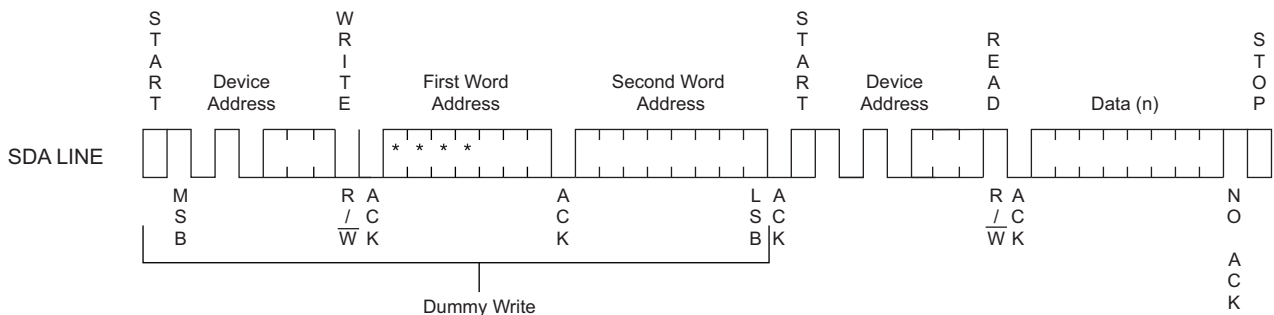 START
WRITE
START
READ
STOP
Device
Address
First Word
Address
Second Word
Address
Device
Address
Data (n)
SDA LINE
* * * *
MSB
R/W
ACK
ACK
LSB
ACK
R/W
ACK
NO ACK
Dummy Write